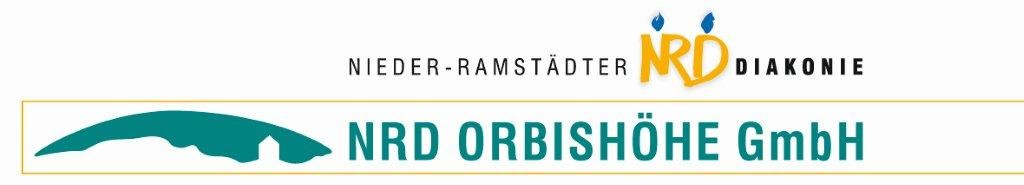 NIEDER-RAMSTÄDTER NRD DIAKONIE
NRD ORBISHÖHE GmbH